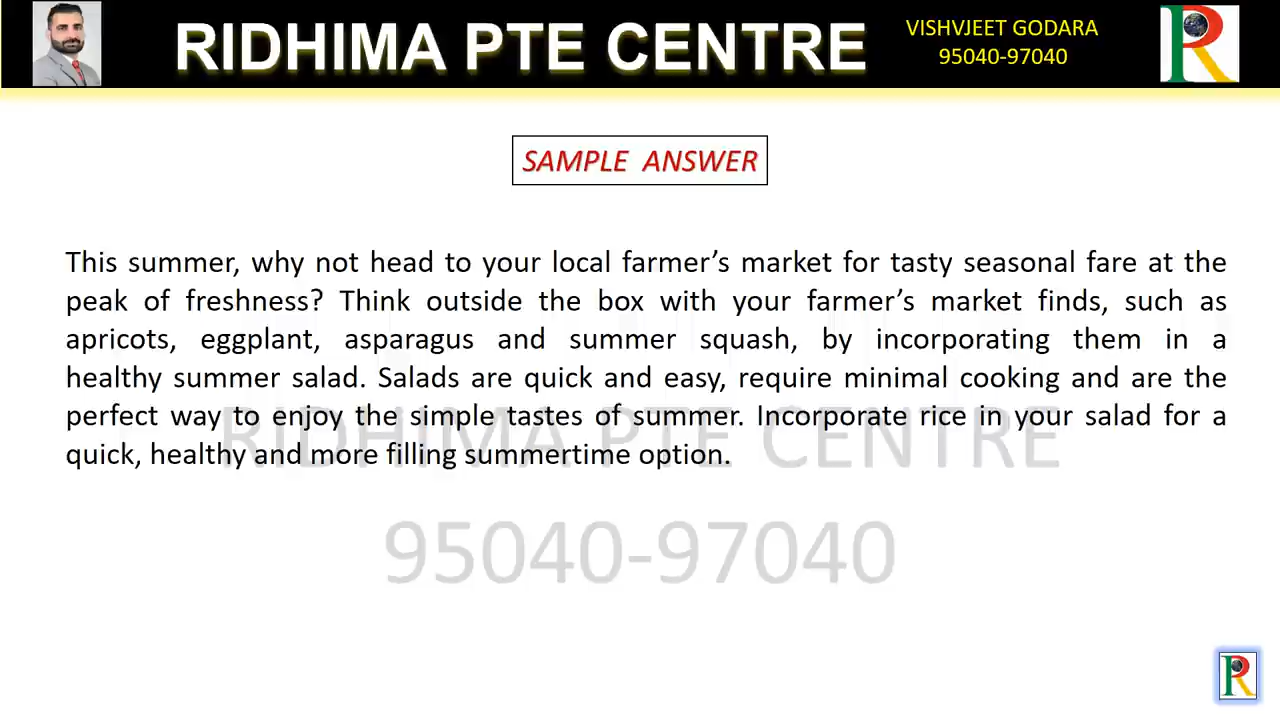 RIDHIMA PTE CENTRE
VISHVJEET GODARA
95040-97040
SAMPLE ANSWER
This summer, why not head to your local farmer’s market for tasty seasonal fare at the
peak of freshness? Think outside the box with your farmer’s market finds, such as
apricots, eggplant, asparagus and summer squash, by incorporating them in a
healthy summer salad. Salads are quick and easy, require minimal cooking and are the
perfect way to enjoy the simple tastes of summer. Incorporate rice in your salad for a
quick, healthy and more filling summertime option.
RIDHIMA PTE CENTRE
95040-97040